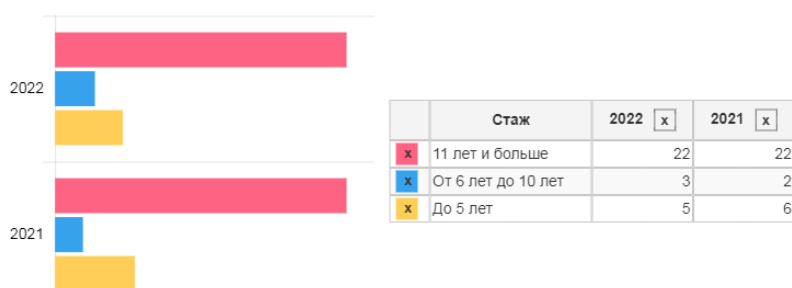 2022
2021
Стаж 2022 x 2021 x
x 11 лет и больше 22 22
x От 6 лет до 10 лет 3 2
x До 5 лет 5 6